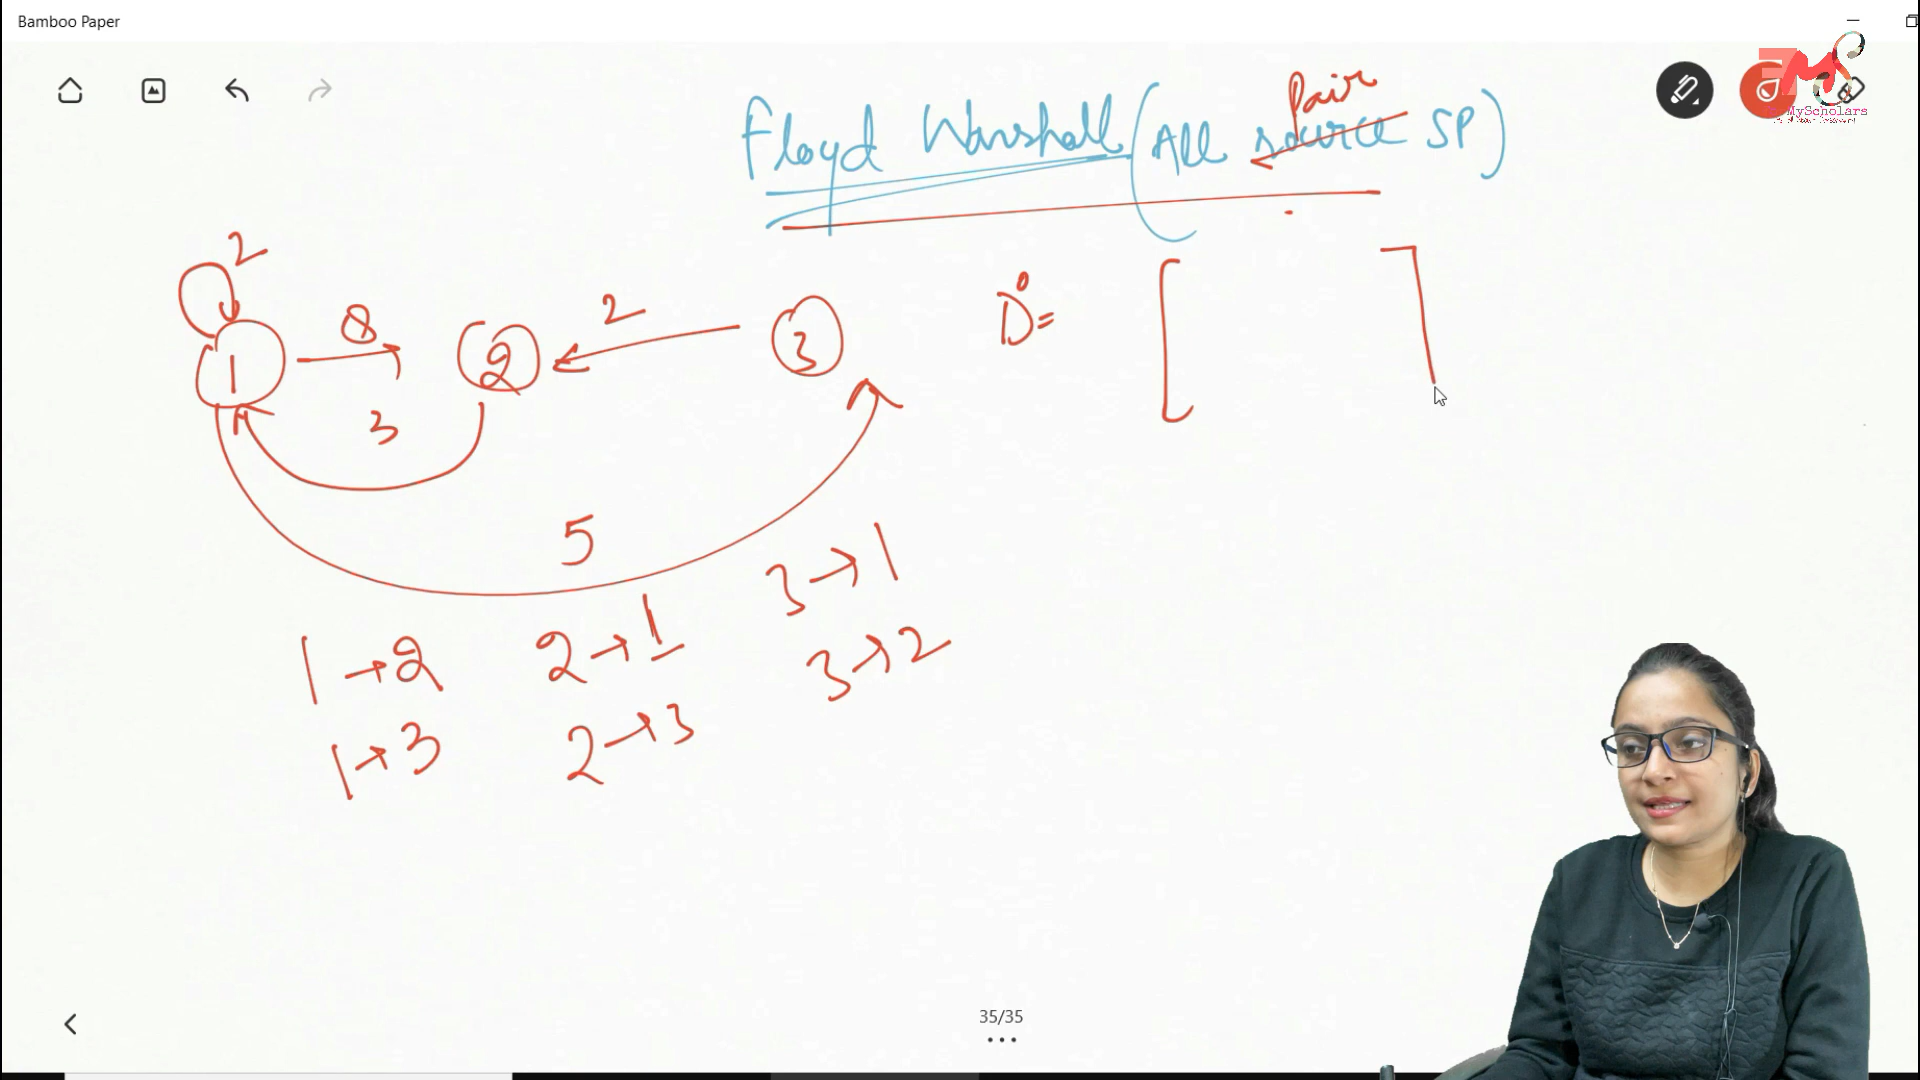 Bamboo Paper
Pair
Floyd Warshall (All source SP)
MyScholars
2
8
2
1
2
3
3
5
D⁰=
3→1
1→2 2→1 3→2
1→3 2→3
35/35